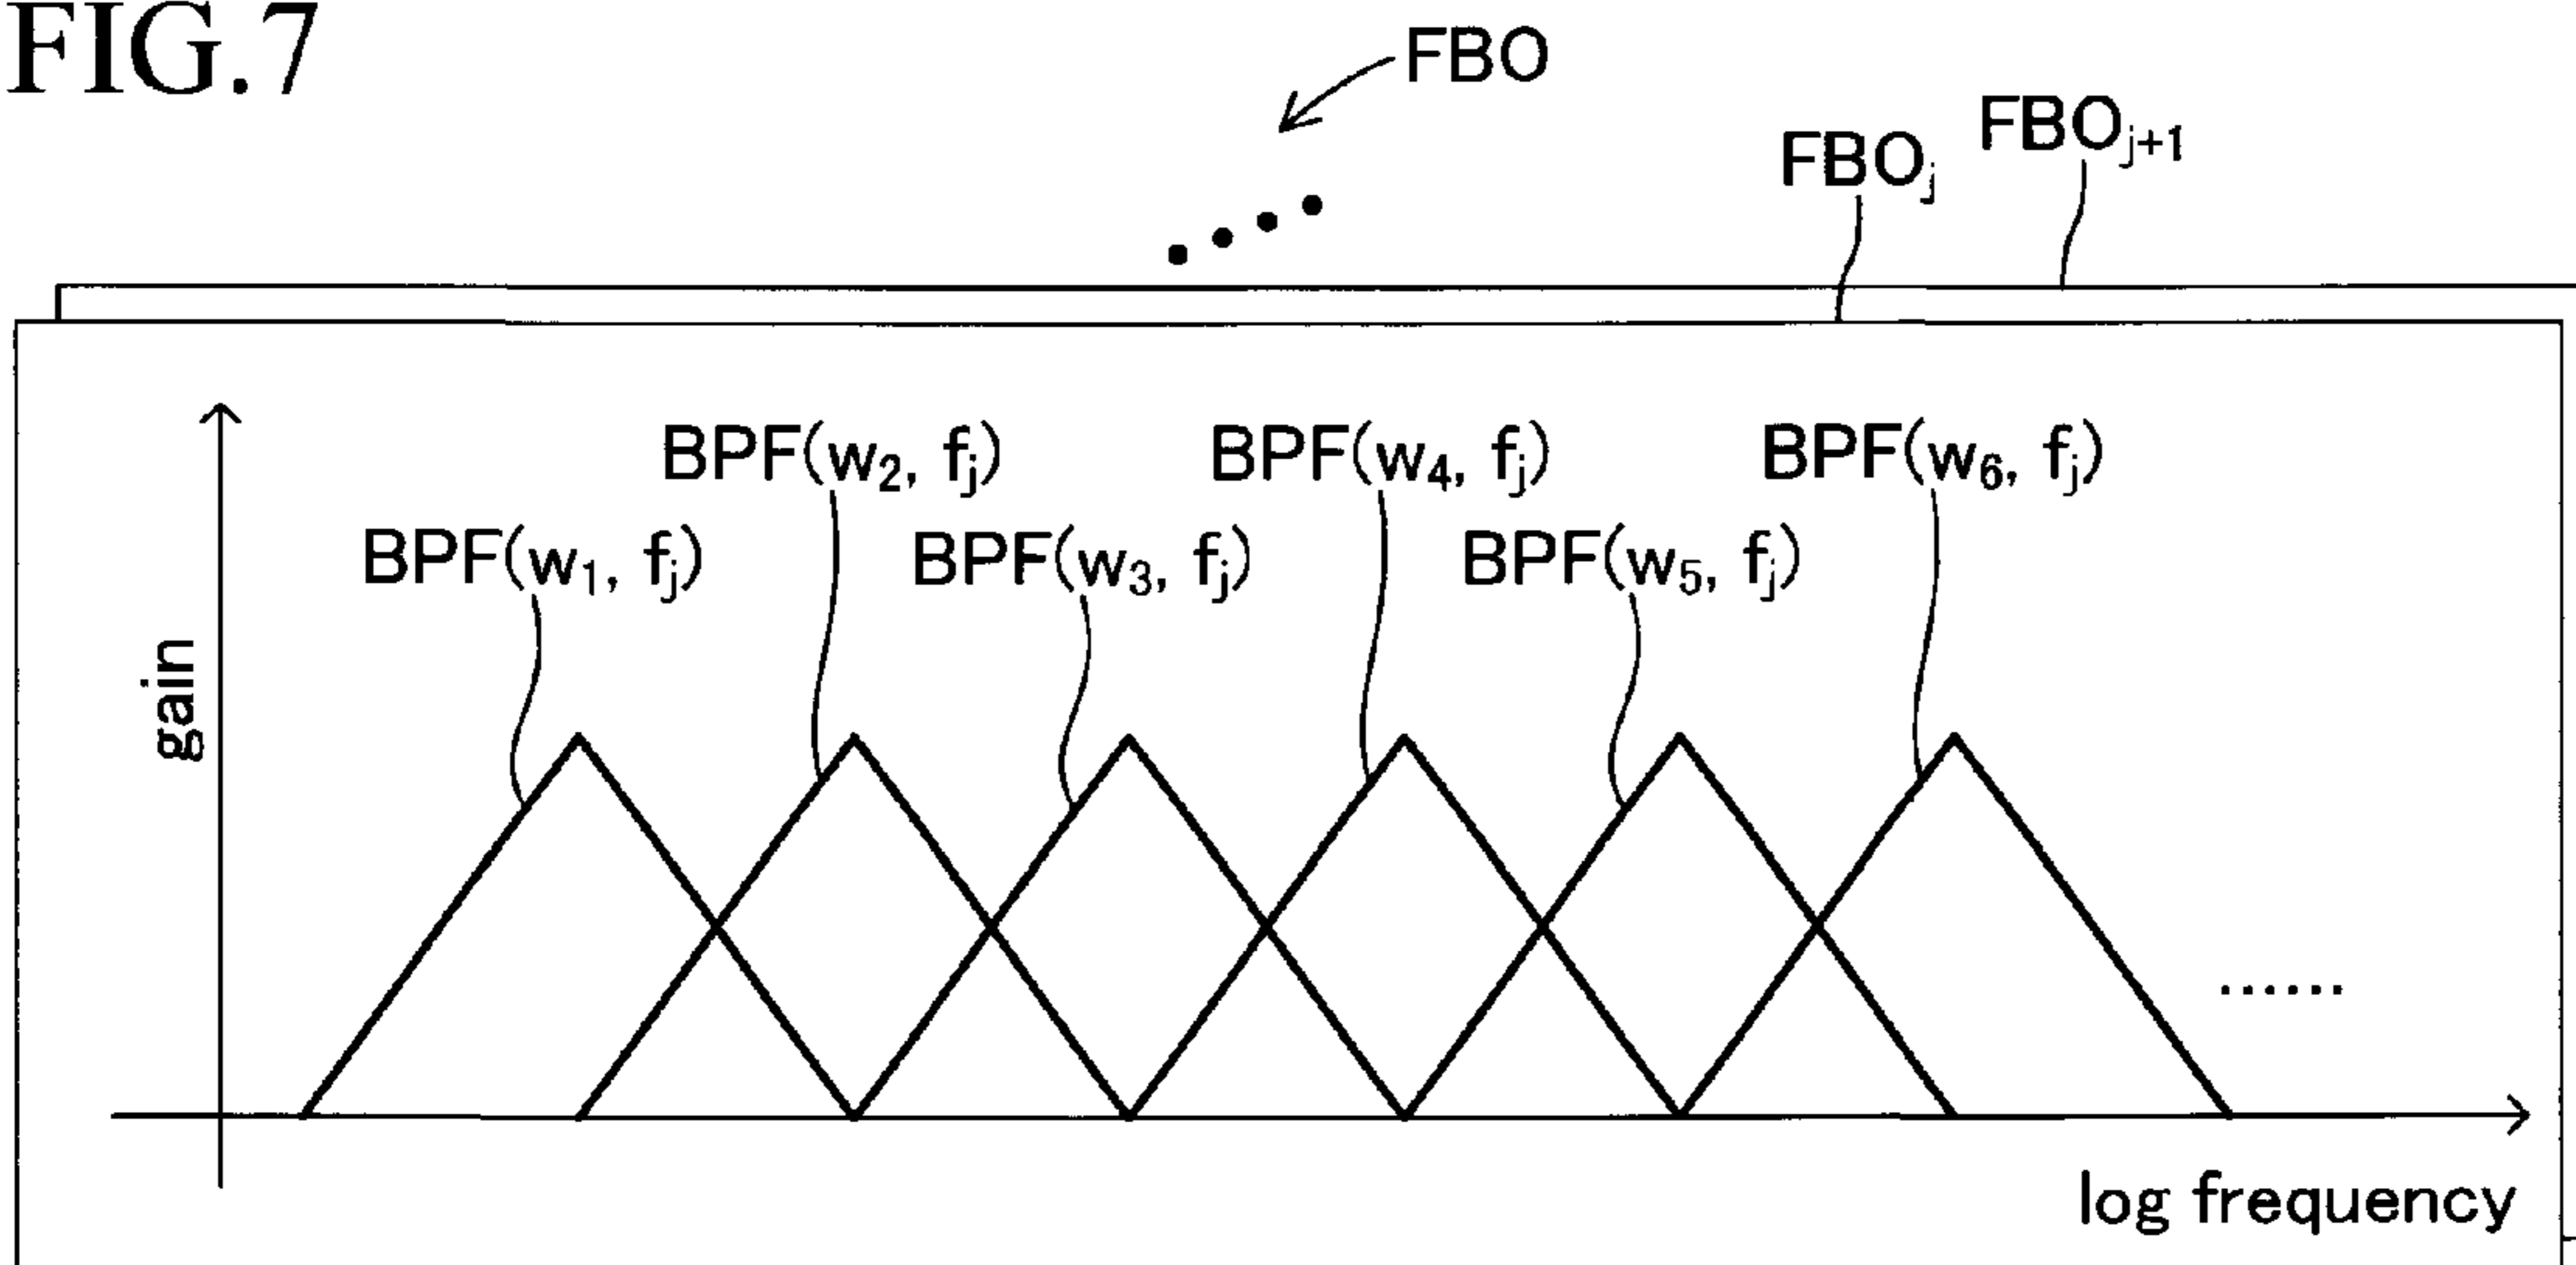 FIG.7
FBO
FBOj
FBOj+1
BPF(w2, fj)
BPF(w4, fj)
BPF(w6, fj)
BPF(w1, fj)
BPF(w3, fj)
BPF(w5, fj)
gain
log frequency